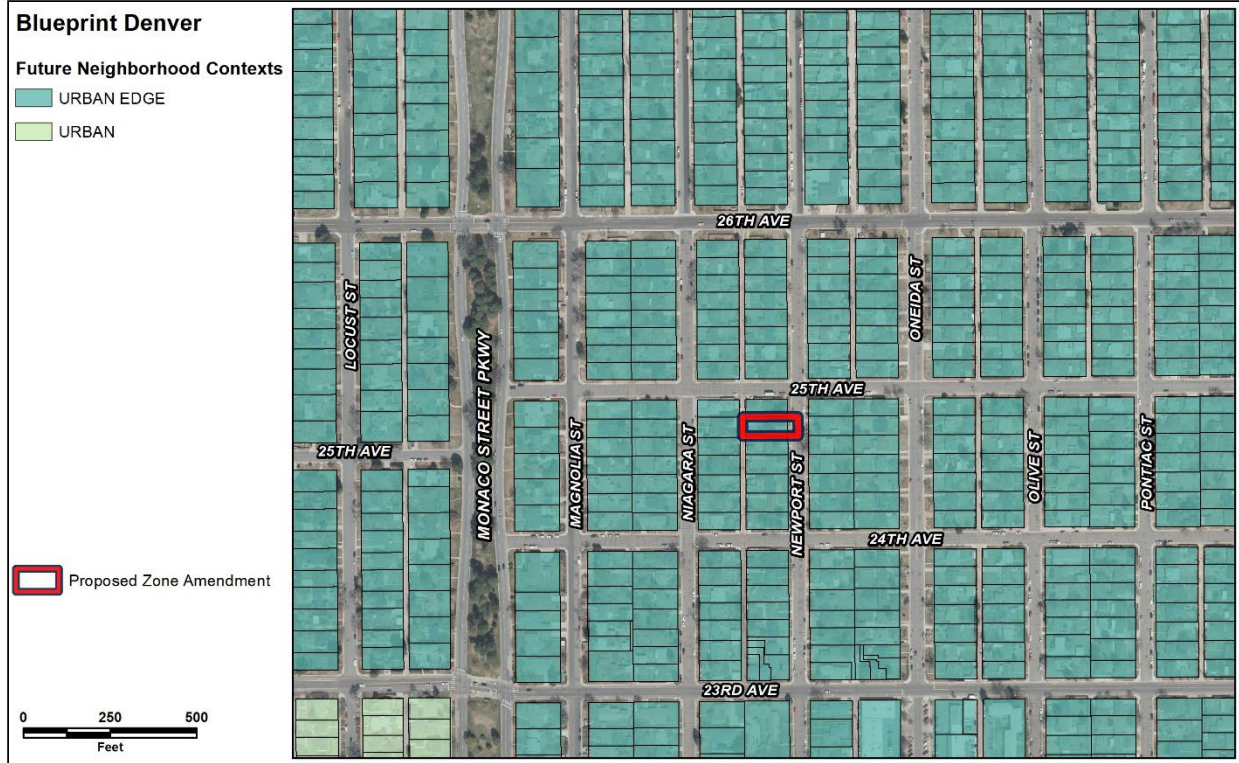 Blueprint Denver
Future Neighborhood Contexts
URBAN EDGE
URBAN
Proposed Zone Amendment
0 250 500
Feet
26TH AVE
LOCUST ST
MONACO STREET PKWY
MAGNOLIA ST
NIAGARA ST
NEWPORT ST
ONEIDA ST
OLIVE ST
PONTIAC ST
25TH AVE
25TH AVE
24TH AVE
23RD AVE